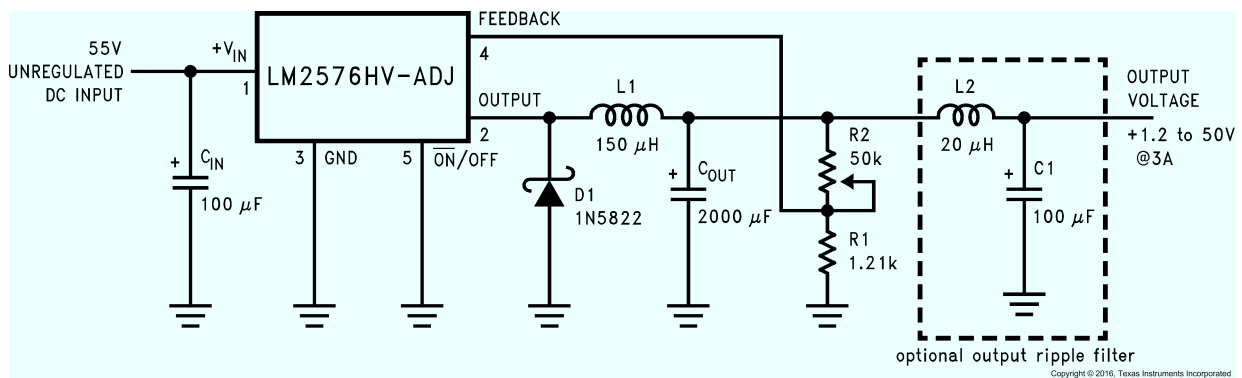 FEEDBACK
55V
UNREGULATED
DC INPUT
+VIN
1
LM2576HV-ADJ
4
OUTPUT
2
3
GND
5
ON/OFF
+
CIN
100 μF
L1
150 μH
D1
1N5822
+
COUT
2000 μF
R2
50k
R1
1.21k
L2
20 μH
+
C1
100 μF
OUTPUT
VOLTAGE
+1.2 to 50V
@3A
optional output ripple filter
Copyright © 2016, Texas Instruments Incorporated